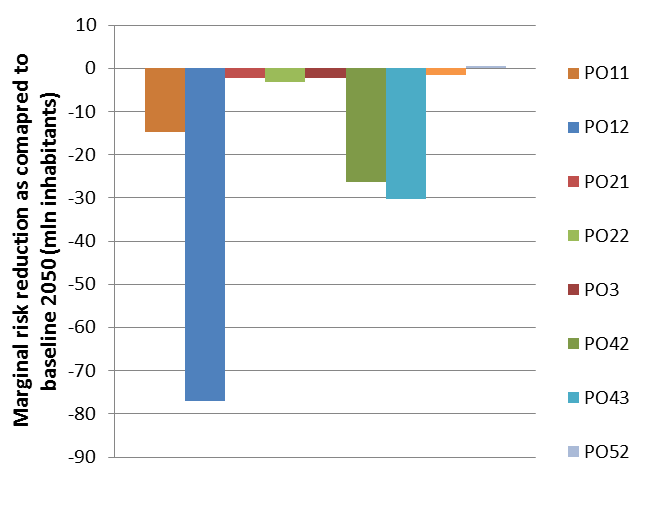 Marginal risk reduction as comapred to
baseline 2050 (mln inhabitants)
10
0
-10
-20
-30
-40
-50
-60
-70
-80
-90
PO11
PO12
PO21
PO22
PO3
PO42
PO43
PO52